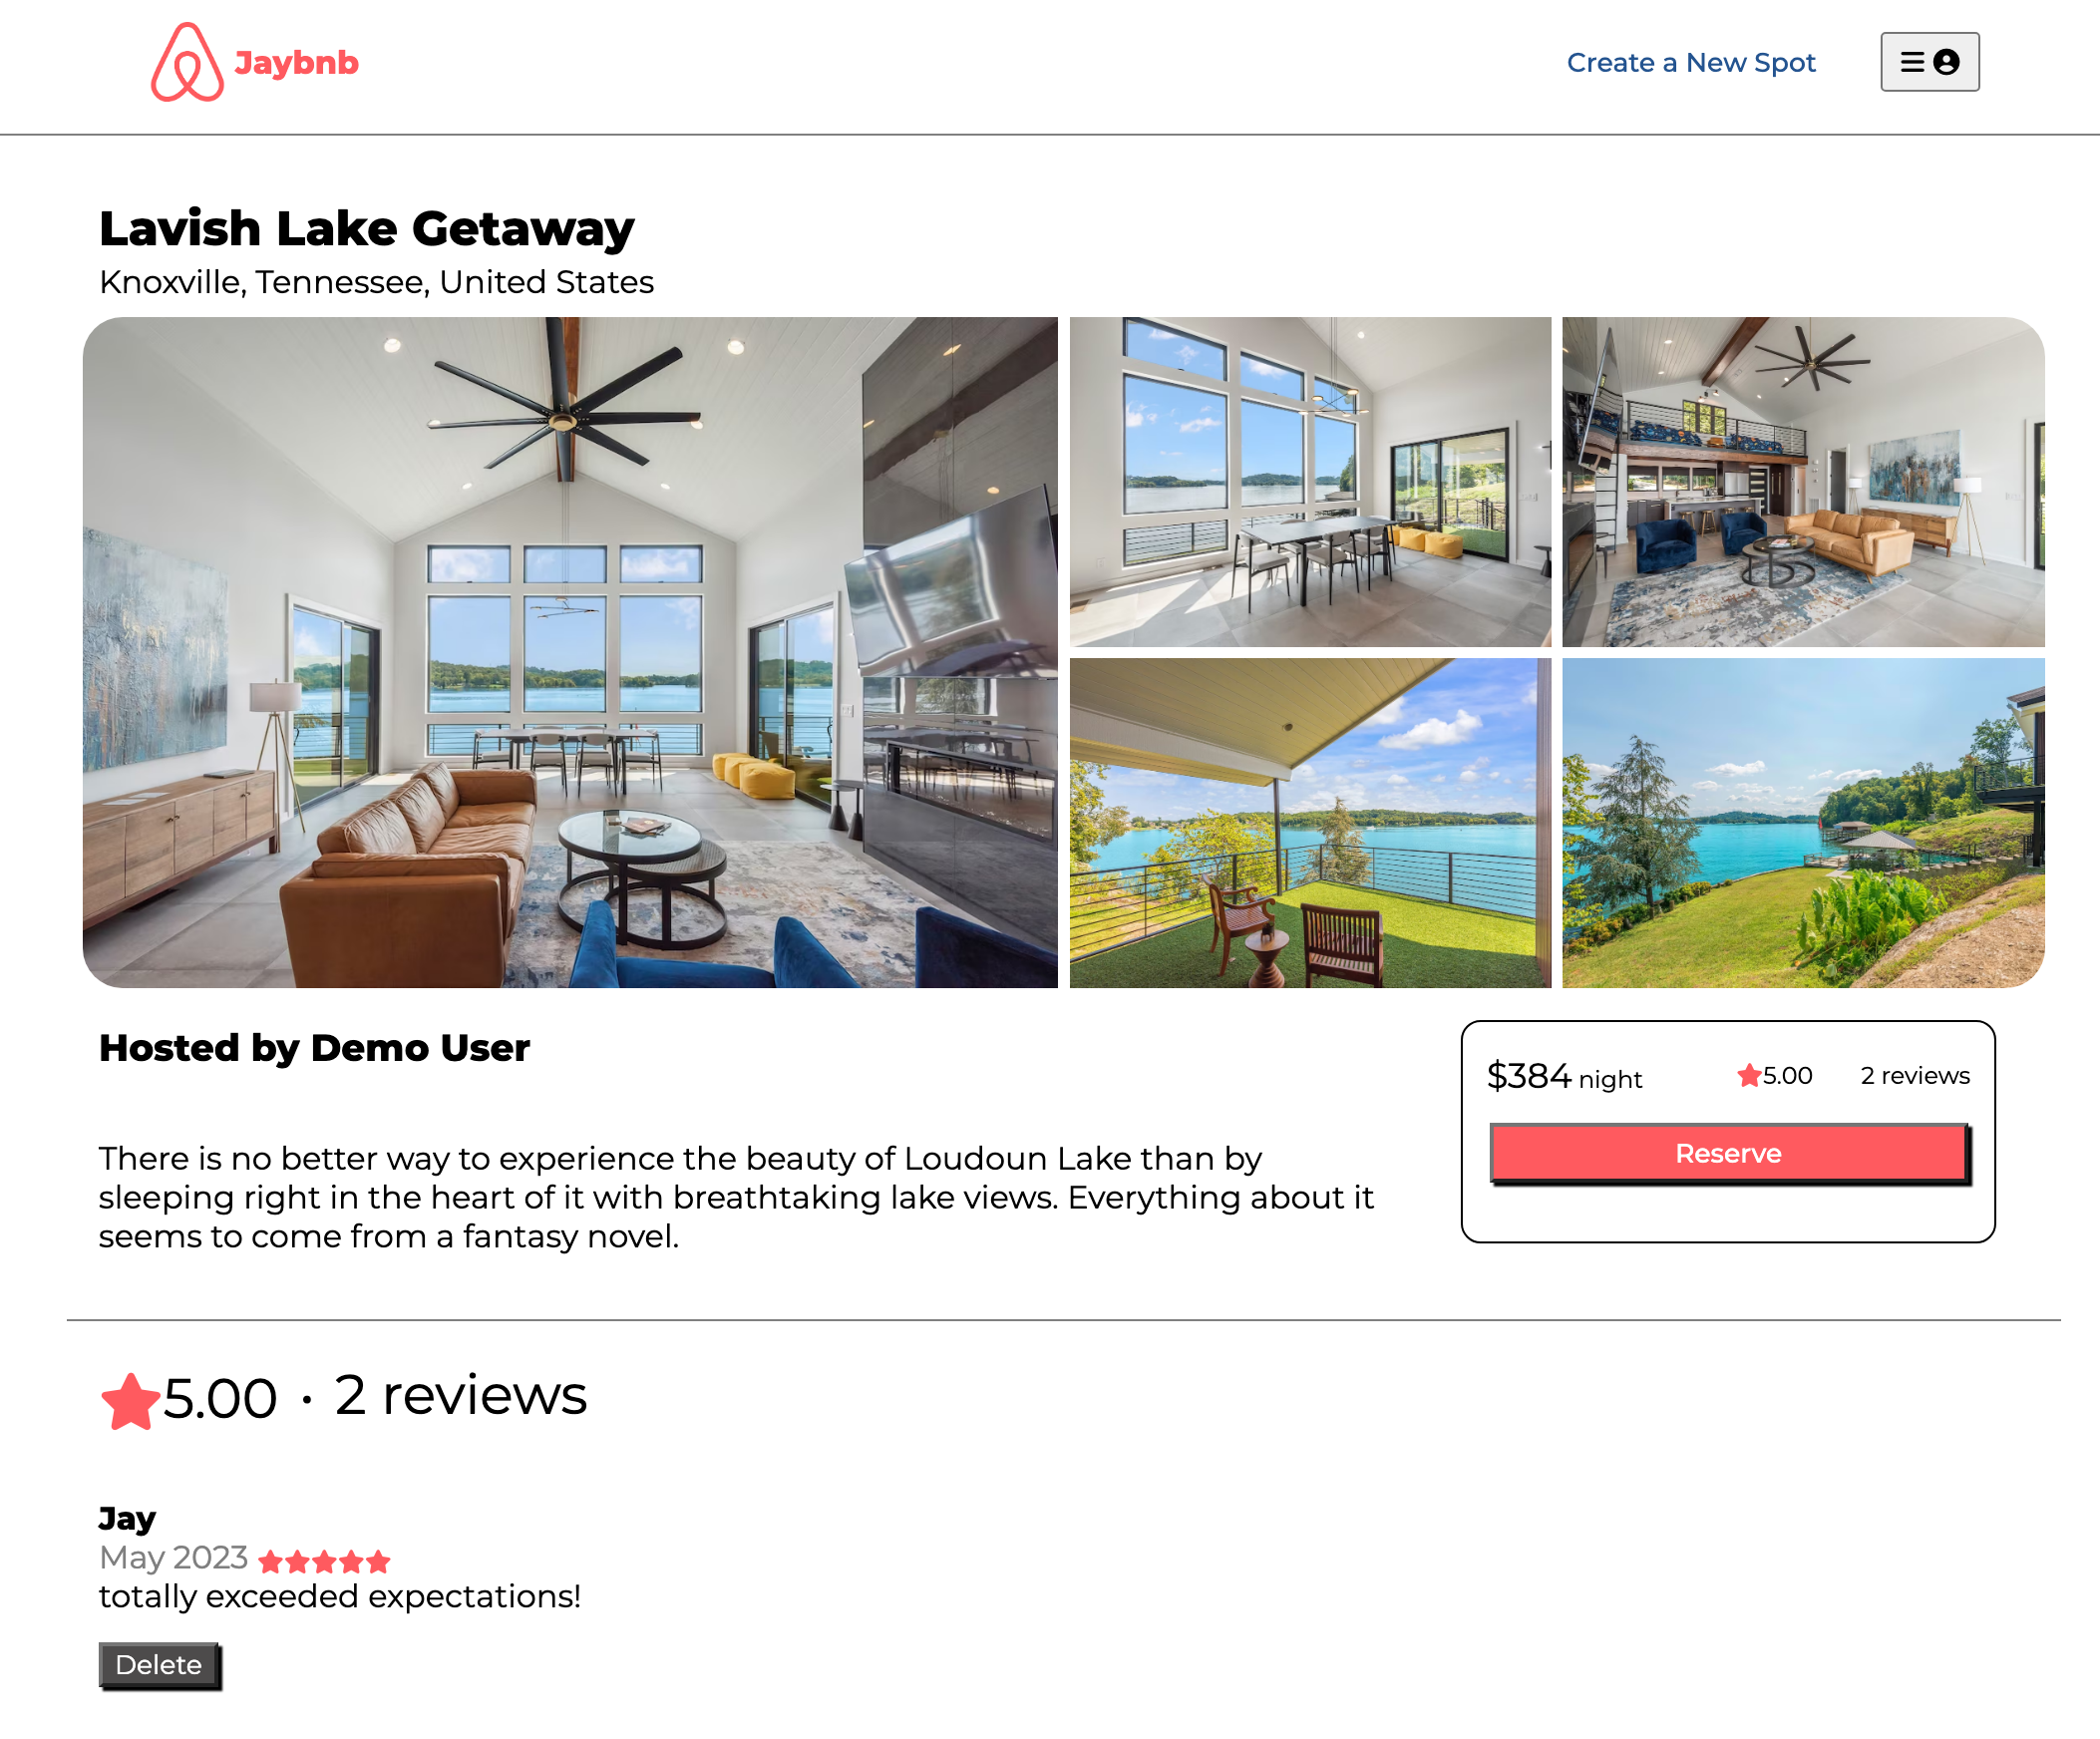 Jaybnb
Create a New Spot
Lavish Lake Getaway
Knoxville, Tennessee, United States
Hosted by Demo User
There is no better way to experience the beauty of Loudoun Lake than by
sleeping right in the heart of it with breathtaking lake views. Everything about it
seems to come from a fantasy novel.
$384 night
5.00
2 reviews
Reserve
5.00 · 2 reviews
Jay
May 2023
totally exceeded expectations!
Delete